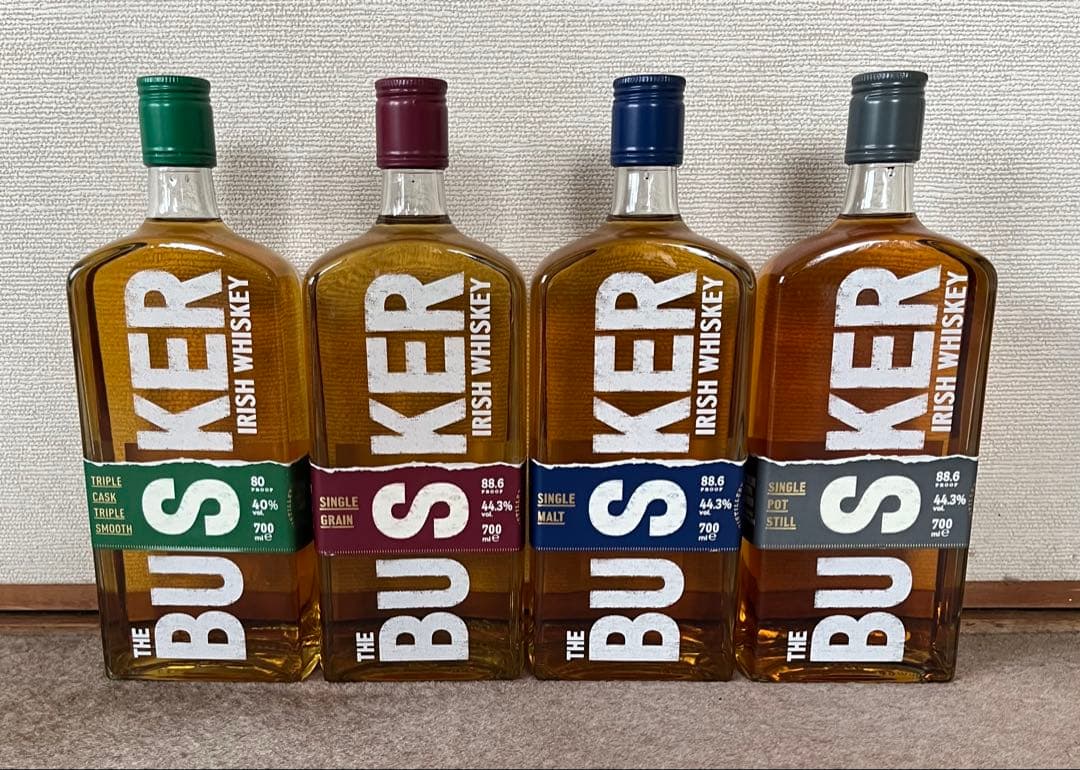 THE BUSKER
IRISH WHISKEY
TRIPLE
CASK
TRIPLE
SMOOTH
80
PROOF
40%
vol.
700
ml e
THE BUSKER
IRISH WHISKEY
SINGLE
GRAIN
88.6
PROOF
44.3%
vol.
700
ml e
THE BUSKER
IRISH WHISKEY
SINGLE
MALT
88.6
PROOF
44.3%
vol.
700
ml e
THE BUSKER
IRISH WHISKEY
SINGLE
POT
STILL
88.6
PROOF
44.3%
vol.
700
ml e